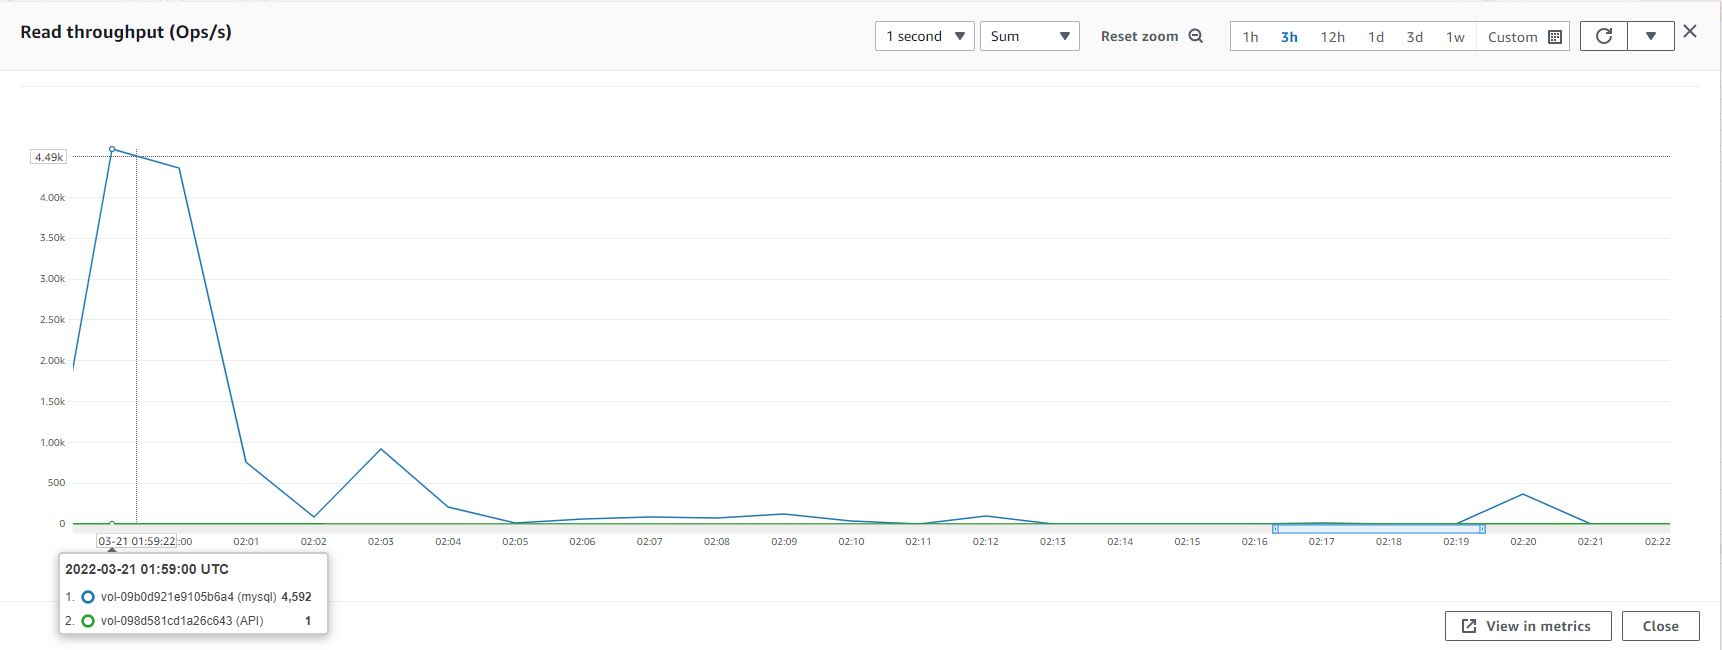 Read throughput (Ops/s)
1 second
Sum
Reset zoom
1h 3h 12h 1d 3d 1w Custom
4.49k
4.00k
3.50k
3.00k
2.50k
2.00k
1.50k
1.00k
500
0
03-21 01:59:22 :00 02:01 02:02 02:03 02:04 02:05 02:06 02:07 02:08 02:09 02:10 02:11 02:12 02:13 02:14 02:15 02:16 02:17 02:18 02:19 02:20 02:21 02:22
2022-03-21 01:59:00 UTC
1. vol-09b0d921e9105b6a4 (mysql) 4,592
2. vol-098d581cd1a26c643 (API) 1
View in metrics
Close